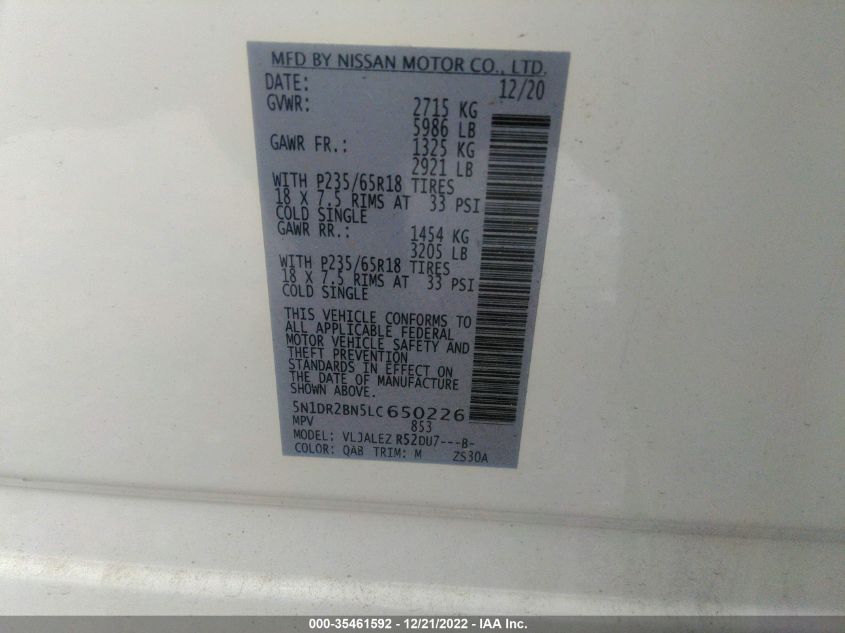 MFD BY NISSAN MOTOR CO., LTD.
DATE: 12/20
GVWR: 2715 KG
5986 LB
GAWR FR.: 1325 KG
2921 LB
WITH P235/65R18 TIRES
18 X 7.5 RIMS AT 33 PSI
COLD SINGLE
GAWR RR.: 1454 KG
3205 LB
WITH P235/65R18 TIRES
18 X 7.5 RIMS AT 33 PSI
COLD SINGLE
THIS VEHICLE CONFORMS TO
ALL APPLICABLE FEDERAL
MOTOR VEHICLE SAFETY AND
THEFT PREVENTION
STANDARDS IN EFFECT ON
THE DATE OF MANUFACTURE
SHOWN ABOVE.
5N1DR2BN5LC650226
MPV 853
MODEL: VLJALEZ R52DU7---B-
COLOR: QAB TRIM: M ZS30A
000-35461592 - 12/21/2022 - IAA Inc.